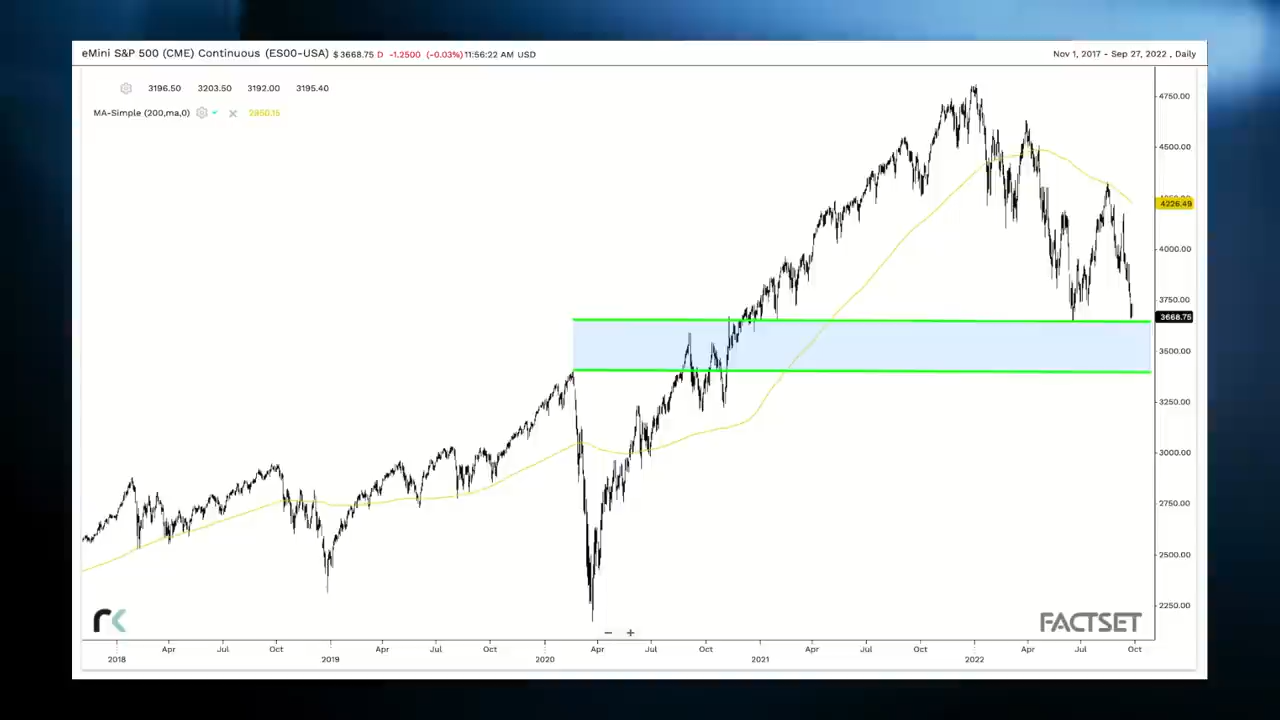 eMini S&P 500 (CME) Continuous (ES00-USA) $ 3668.75 D -1.2500 (-0.03%) 11:56:22 AM USD
Nov 1, 2017 - Sep 27, 2022 , Daily
3196.50 3203.50 3192.00 3195.40
MA-Simple (200,ma,0) 2850.15
4750.00
4500.00
4226.49
4000.00
3750.00
3668.75
3500.00
3250.00
3000.00
2750.00
2500.00
2250.00
FACTSET
Apr Jul Oct Apr Jul Oct Apr Jul Oct Apr Jul Oct Apr Jul Oct
2018 2019 2020 2021 2022